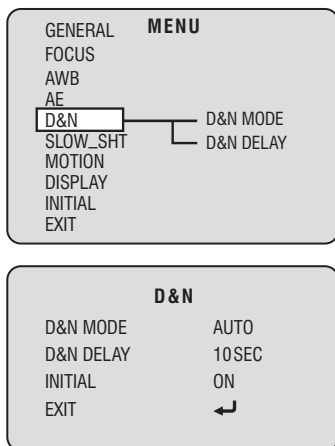 MENU
GENERAL
FOCUS
AWB
AE
D&N D&N MODE
SLOW_SHT D&N DELAY
MOTION
DISPLAY
INITIAL
EXIT
D&N
D&N MODE AUTO
D&N DELAY 10SEC
INITIAL ON
EXIT ↵